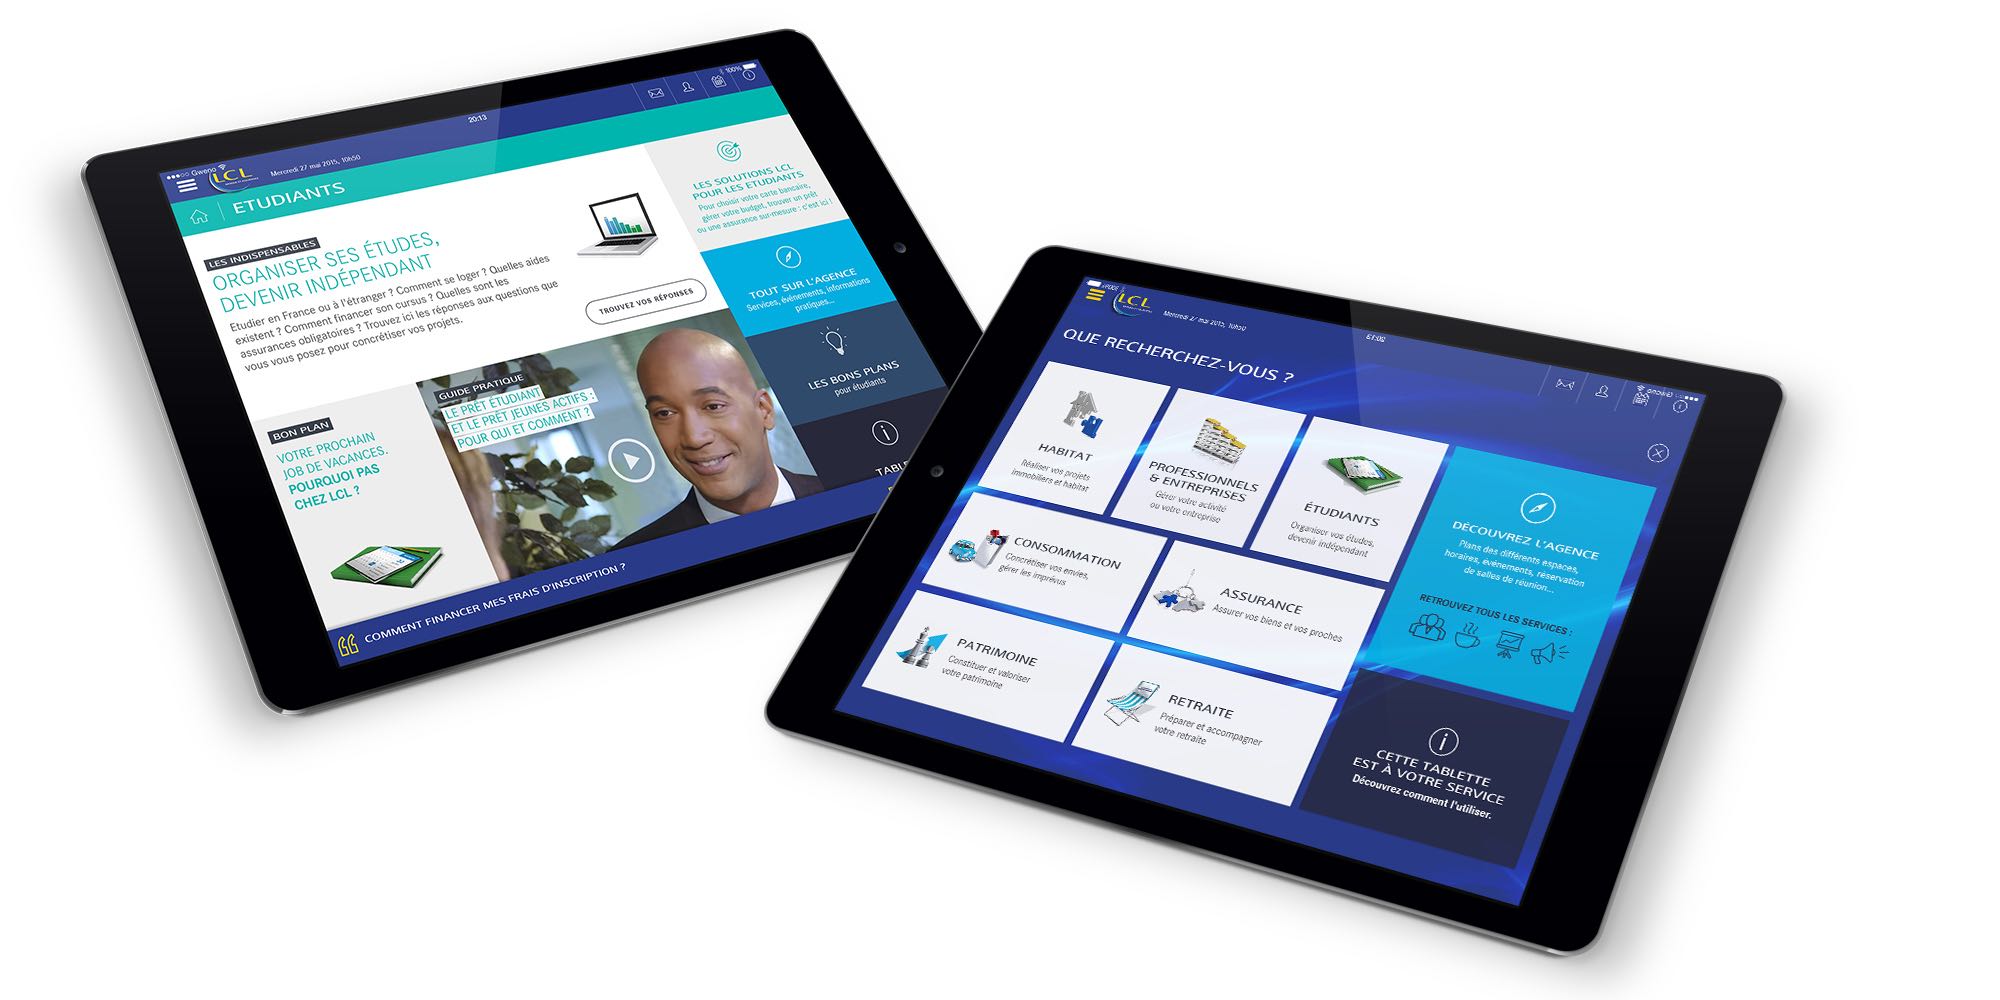 Gweno
20:13
100%
LCL
Mercredi 27 mai 2015, 10h50
ETUDIANTS
LES INDISPENSABLES
ORGANISER SES ÉTUDES,
DEVENIR INDÉPENDANT
Etudier en France ou à l'étranger ? Comment se loger ? Quelles aides
existent ? Comment financer son cursus ? Quelles sont les
assurances obligatoires ? Trouvez ici les réponses aux questions que
vous vous posez pour concrétiser vos projets.
TROUVEZ VOS RÉPONSES
LES SOLUTIONS LCL
POUR LES ETUDIANTS
Pour choisir votre carte bancaire,
gérer votre budget, trouver un prêt
ou une assurance sur-mesure : c'est ici !
TOUT SUR L'AGENCE
Services, événements, informations
pratiques...
LES BONS PLANS
pour étudiants
TABLE
BON PLAN
VOTRE PROCHAIN
JOB DE VACANCES.
POURQUOI PAS
CHEZ LCL ?
GUIDE PRATIQUE
LE PRÊT ÉTUDIANT
ET LE PRÊT JEUNES ACTIFS :
POUR QUI ET COMMENT ?
COMMENT FINANCER MES FRAIS D'INSCRIPTION ?
100%
LCL
Mercredi 27 mai 2015, 10h50
20:13
QUE RECHERCHEZ-VOUS ?
HABITAT
Réaliser vos projets
immobiliers et habitat
PROFESSIONNELS
& ENTREPRISES
Gérer votre activité
ou votre entreprise
ÉTUDIANTS
Organiser vos études,
devenir indépendant
CONSOMMATION
Concrétiser vos envies,
gérer les imprévus
ASSURANCE
Assurer vos biens et vos proches
PATRIMOINE
Constituer et valoriser
votre patrimoine
RETRAITE
Préparer et accompagner
votre retraite
DÉCOUVREZ L'AGENCE
Plans des différents espaces,
horaires, événements, réservation
de salles de réunion...
RETROUVEZ TOUS LES SERVICES :
CETTE TABLETTE
EST À VOTRE SERVICE
Découvrez comment l'utiliser.